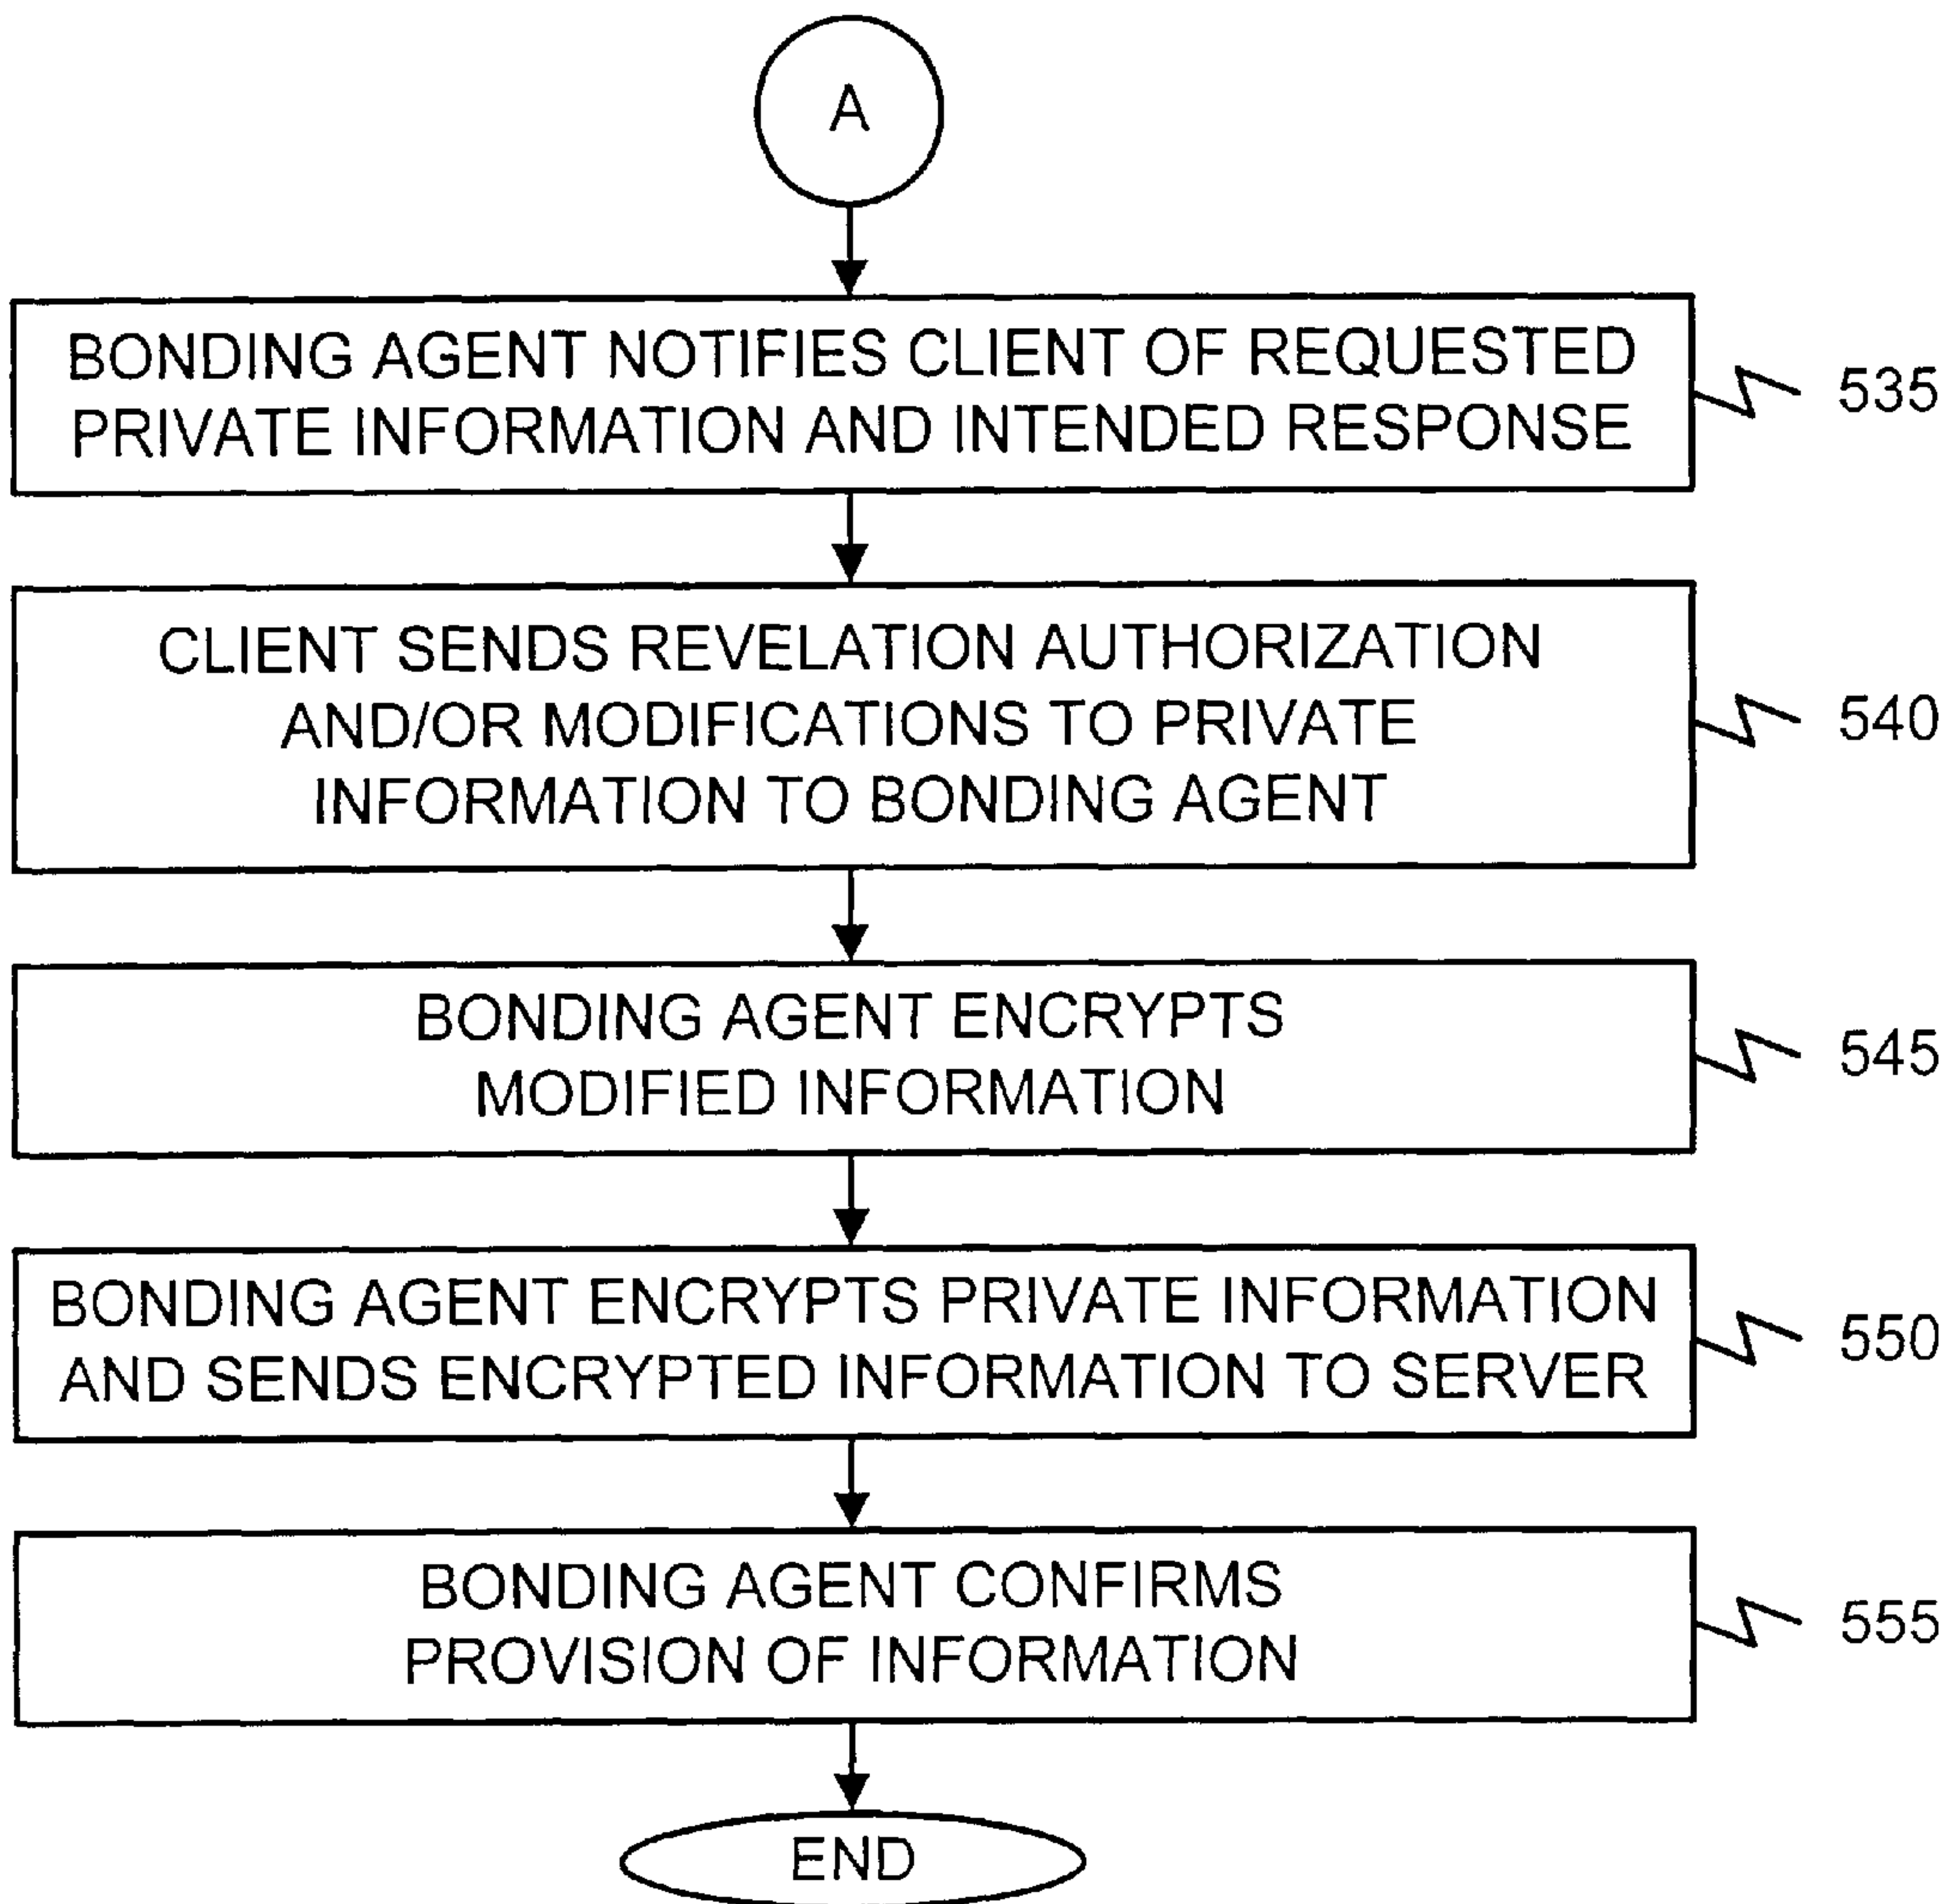 A
BONDING AGENT NOTIFIES CLIENT OF REQUESTED
PRIVATE INFORMATION AND INTENDED RESPONSE
535
CLIENT SENDS REVELATION AUTHORIZATION
AND/OR MODIFICATIONS TO PRIVATE
INFORMATION TO BONDING AGENT
540
BONDING AGENT ENCRYPTS
MODIFIED INFORMATION
545
BONDING AGENT ENCRYPTS PRIVATE INFORMATION
AND SENDS ENCRYPTED INFORMATION TO SERVER
550
BONDING AGENT CONFIRMS
PROVISION OF INFORMATION
555
END